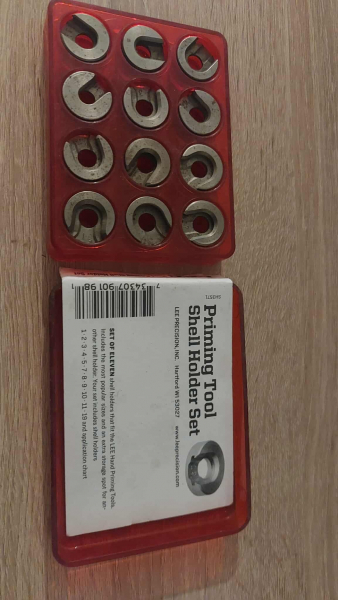 Priming Tool
Shell Holder Set
LEE PRECISION, INC. Hartford WI 53027
www.leeprecision.com
SET OF ELEVEN shell holders that fit the LEE Hand Priming Tools.
Includes the most popular sizes and an extra storage spot for an-
other shell holder. Your set includes shell holders
1 - 2 - 3 - 4 - 5 - 7 - 8 - 9 - 10 - 11 - 19 and application chart
7 34307 90198 1